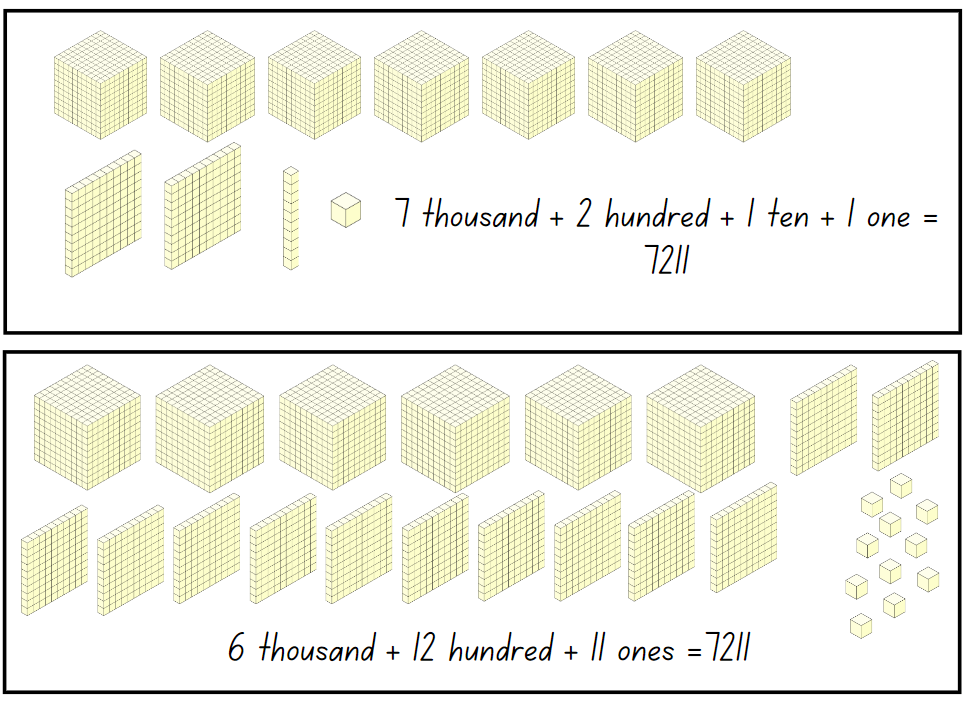 7 thousand + 2 hundred + 1 ten + 1 one =
7211
6 thousand + 12 hundred + 11 ones =7211